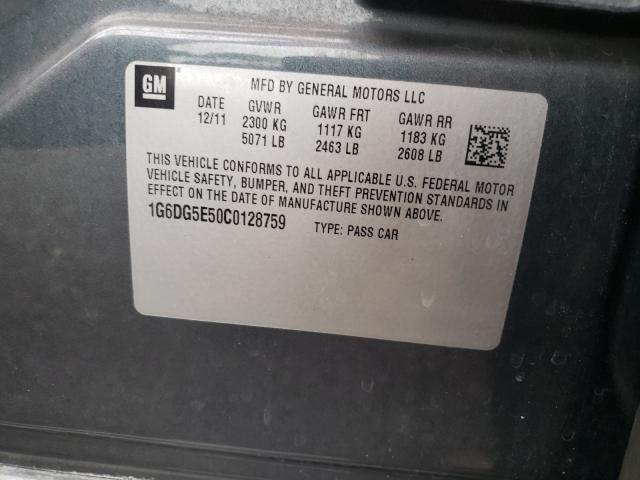 GM
MFD BY GENERAL MOTORS LLC
DATE GVWR GAWR FRT GAWR RR
12/11 2300 KG 1117 KG 1183 KG
5071 LB 2463 LB 2608 LB
THIS VEHICLE CONFORMS TO ALL APPLICABLE U.S. FEDERAL MOTOR
VEHICLE SAFETY, BUMPER, AND THEFT PREVENTION STANDARDS IN EFFECT
ON THE DATE OF MANUFACTURE SHOWN ABOVE.
1G6DG5E50C0128759 TYPE: PASS CAR